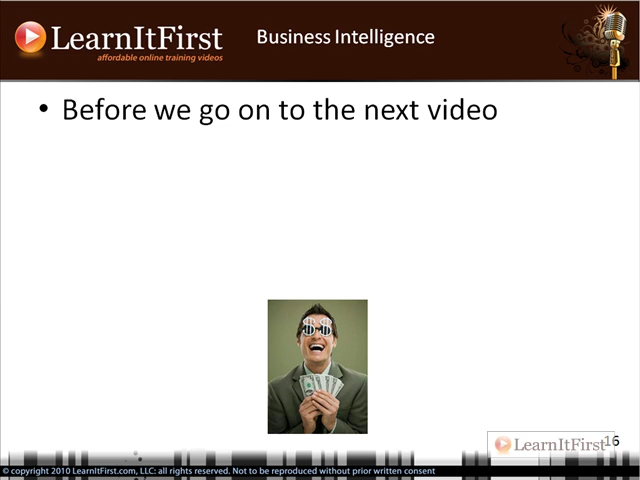 LearnItFirst
affordable online training videos
Business Intelligence
• Before we go on to the next video
$$
LearnItFirst
16
© copyright 2010 LearnItFirst.com, LLC: all rights reserved. Not to be reproduced without prior written consent